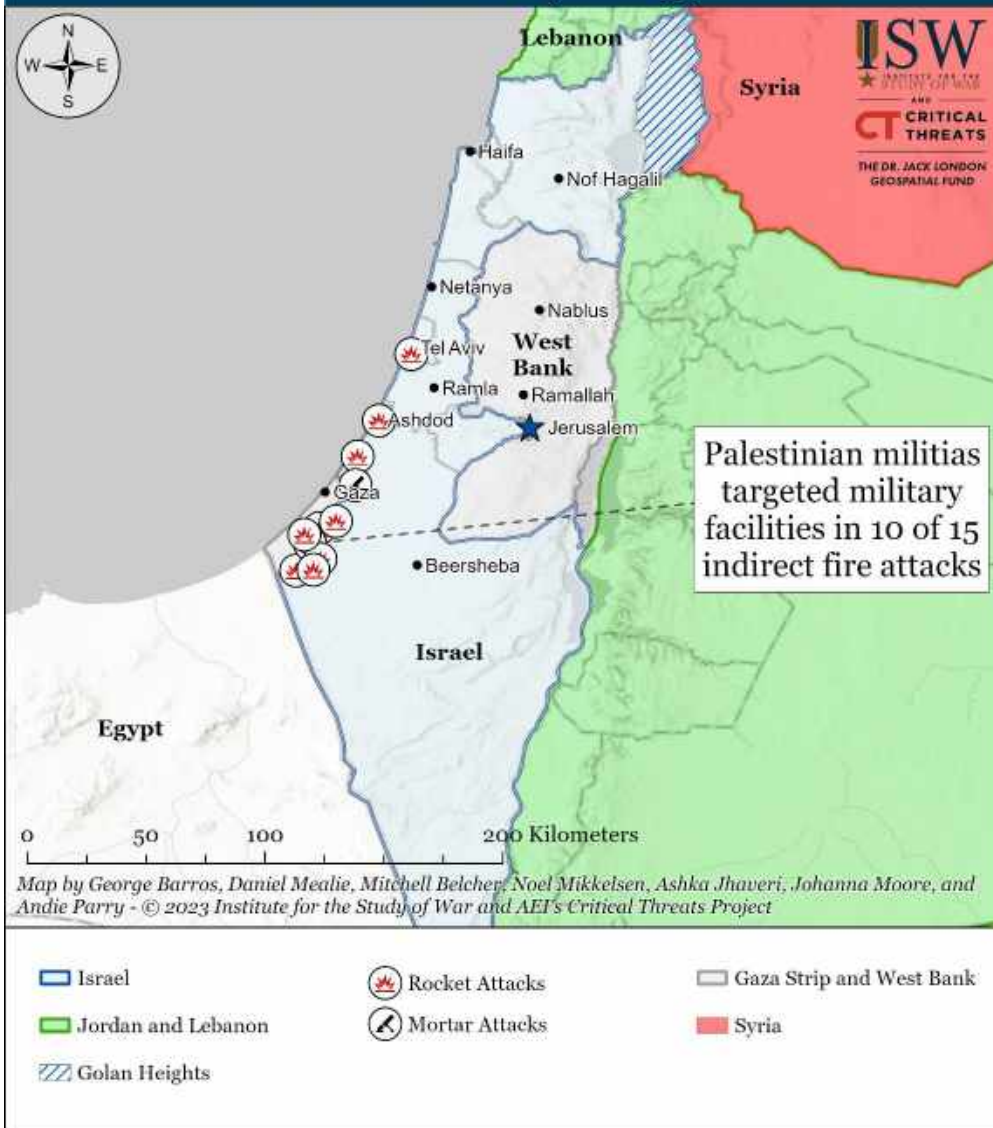 N
W E
S
Lebanon
Syria
ISW
INSTITUTE FOR THE
STUDY OF WAR
AND
CT CRITICAL
THREATS
THE DR. JACK LONDON
GEOSPATIAL FUND
Haifa
Nof Hagalil
Netanya
Nablus
West
Bank
Tel Aviv
Ramla
Ramallah
Ashdod
Jerusalem
Gaza
Palestinian militias
targeted military
facilities in 10 of 15
indirect fire attacks
Beersheba
Israel
Egypt
0 50 100 200 Kilometers
Map by George Barros, Daniel Mealie, Mitchell Belcher, Noel Mikkelsen, Ashka Jhaveri, Johanna Moore, and
Andie Parry - © 2023 Institute for the Study of War and AEI's Critical Threats Project
Israel
Rocket Attacks
Gaza Strip and West Bank
Jordan and Lebanon
Mortar Attacks
Syria
Golan Heights